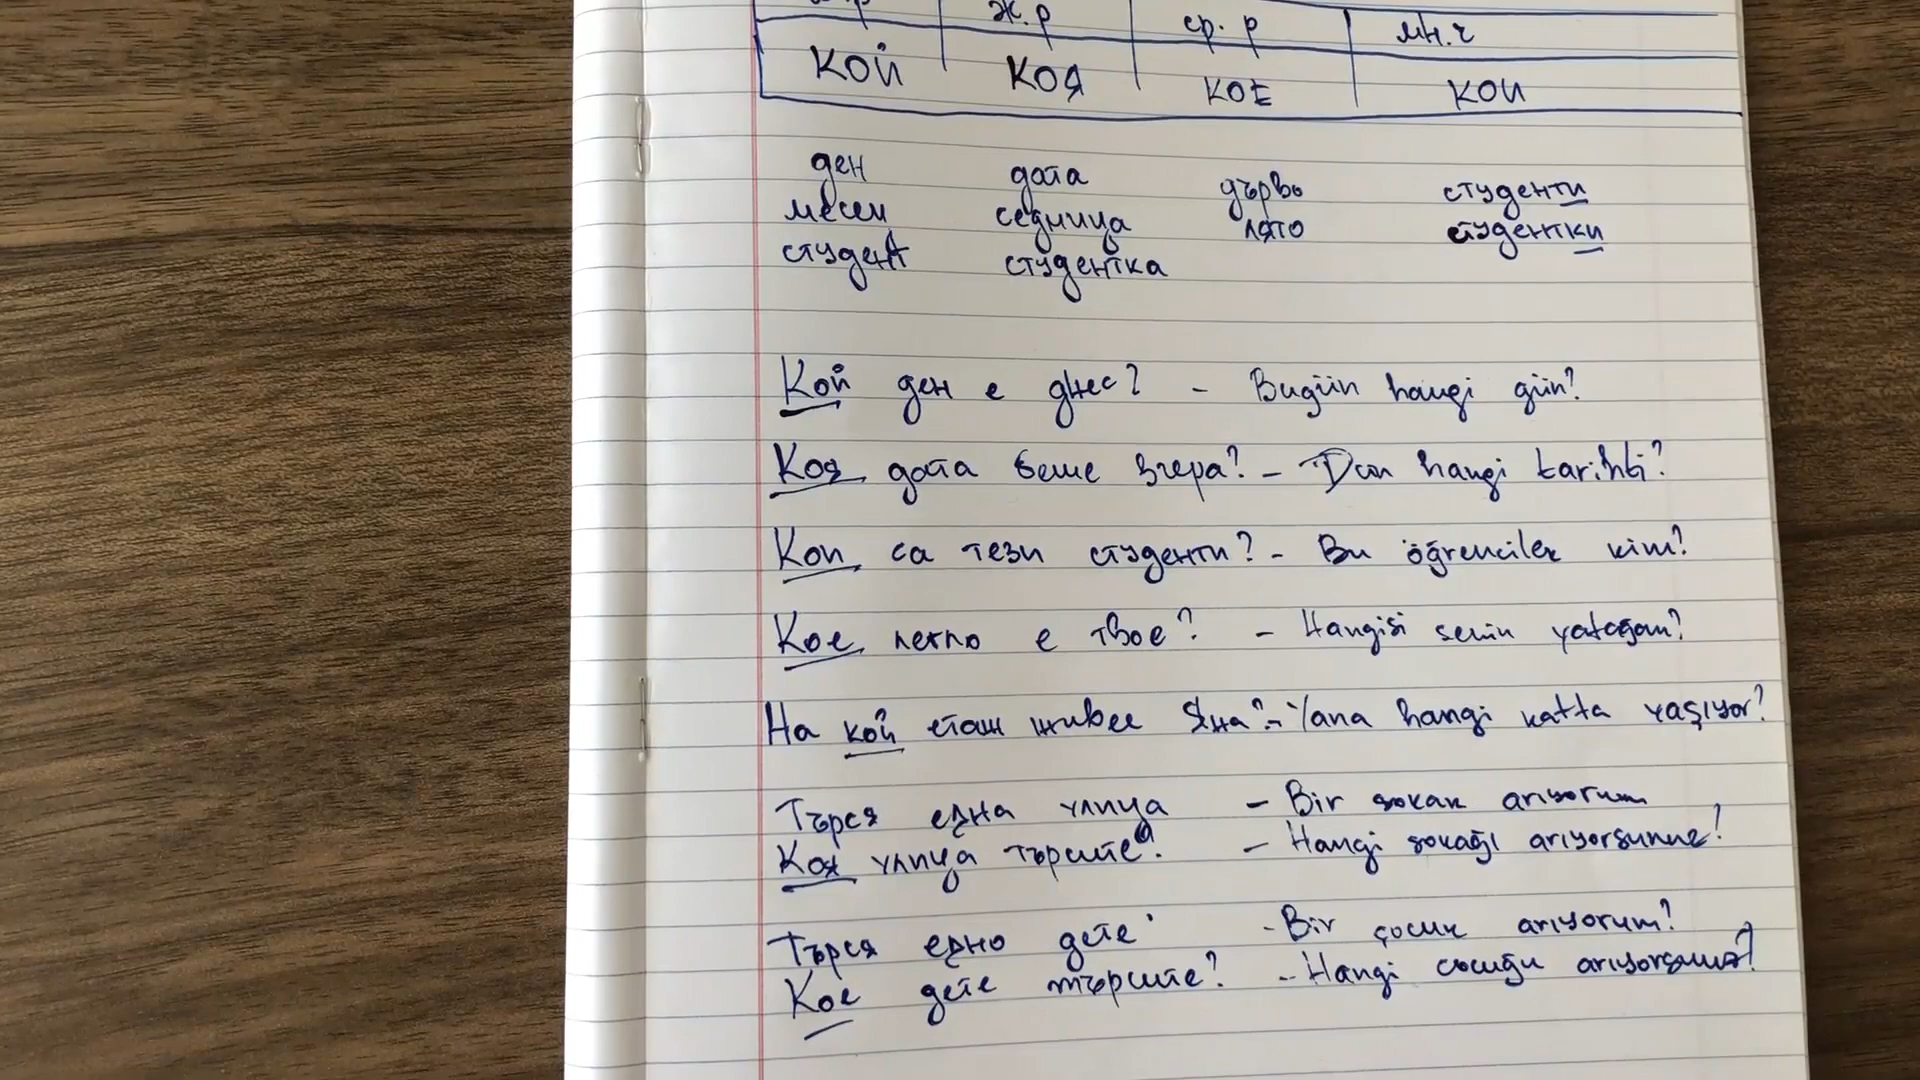 ж.р ср. р мн.ч
КОЙ КОЯ КОЕ КОИ
ден дата дърво студенти
месец седмица лято студентки
студент студентка
Кой ден е днес? - Bugün hangi gün?
Коя дата беше вчера? - Dün hangi tarihti?
Кои са тези студенти? - Bu öğrenciler kim?
Кое легло е твое? - Hangisi senin yatağın?
На кой етаж живее Яна? - Yana hangi katta yaşıyor?
Търся една улица - Bir sokak arıyorum
Коя улица търсите? - Hangi sokağı arıyorsunuz?
Търся едно дете - Bir çocuk arıyorum?
Кое дете търсите? - Hangi çocuğu arıyorsunuz?